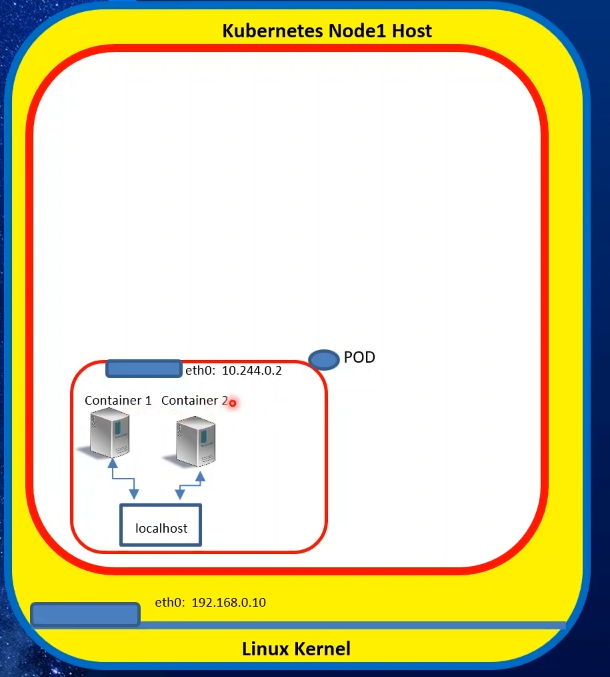 Kubernetes Node1 Host
POD
eth0: 10.244.0.2
Container 1 Container 2
localhost
eth0: 192.168.0.10
Linux Kernel